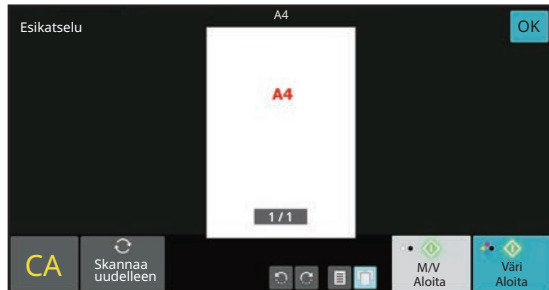 A4
Esikatselu
OK
A4
1 / 1
CA
Skannaa
uudelleen
M/V
Aloita
Väri
Aloita